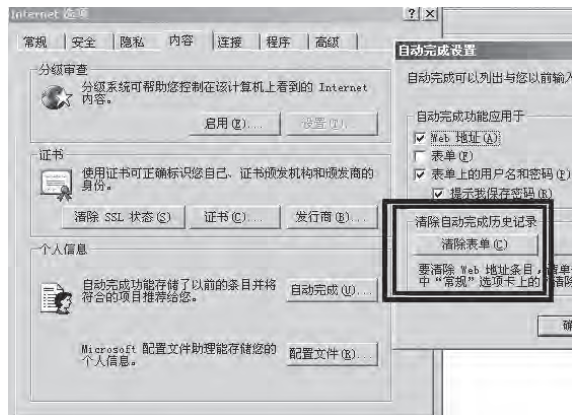 Internet 选项
常规 安全 隐私 内容 连接 程序 高级
分级审查
分级系统可帮助您控制在该计算机上看到的 Internet
内容。
启用(E)... 设置(T)...
证书
使用证书可正确标识您自己、证书颁发机构和颁发商的
身份。
清除 SSL 状态(S) 证书(C)... 发行商(B)...
个人信息
自动完成功能存储了以前的条目并将
符合的项目推荐给您。
自动完成(U)...
Microsoft 配置文件助理能存储您的
个人信息。
配置文件(R)...
自动完成设置
自动完成可以列出与您以前输入
自动完成功能应用于
Web 地址(A)
表单(F)
表单上的用户名和密码(E)
提示我保存密码(R)
清除自动完成历史记录
清除表单(C)
要清除 Web 地址条目,
中“常规”选项卡上的“清除
确